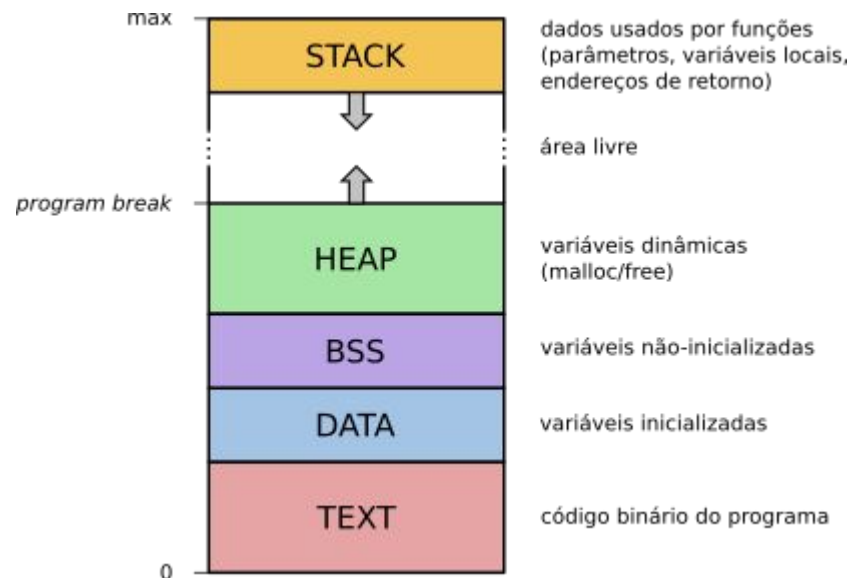 max
STACK
dados usados por funções
(parâmetros, variáveis locais,
endereços de retorno)
área livre
program break
HEAP
variáveis dinâmicas
(malloc/free)
BSS
variáveis não-inicializadas
DATA
variáveis inicializadas
TEXT
código binário do programa
0